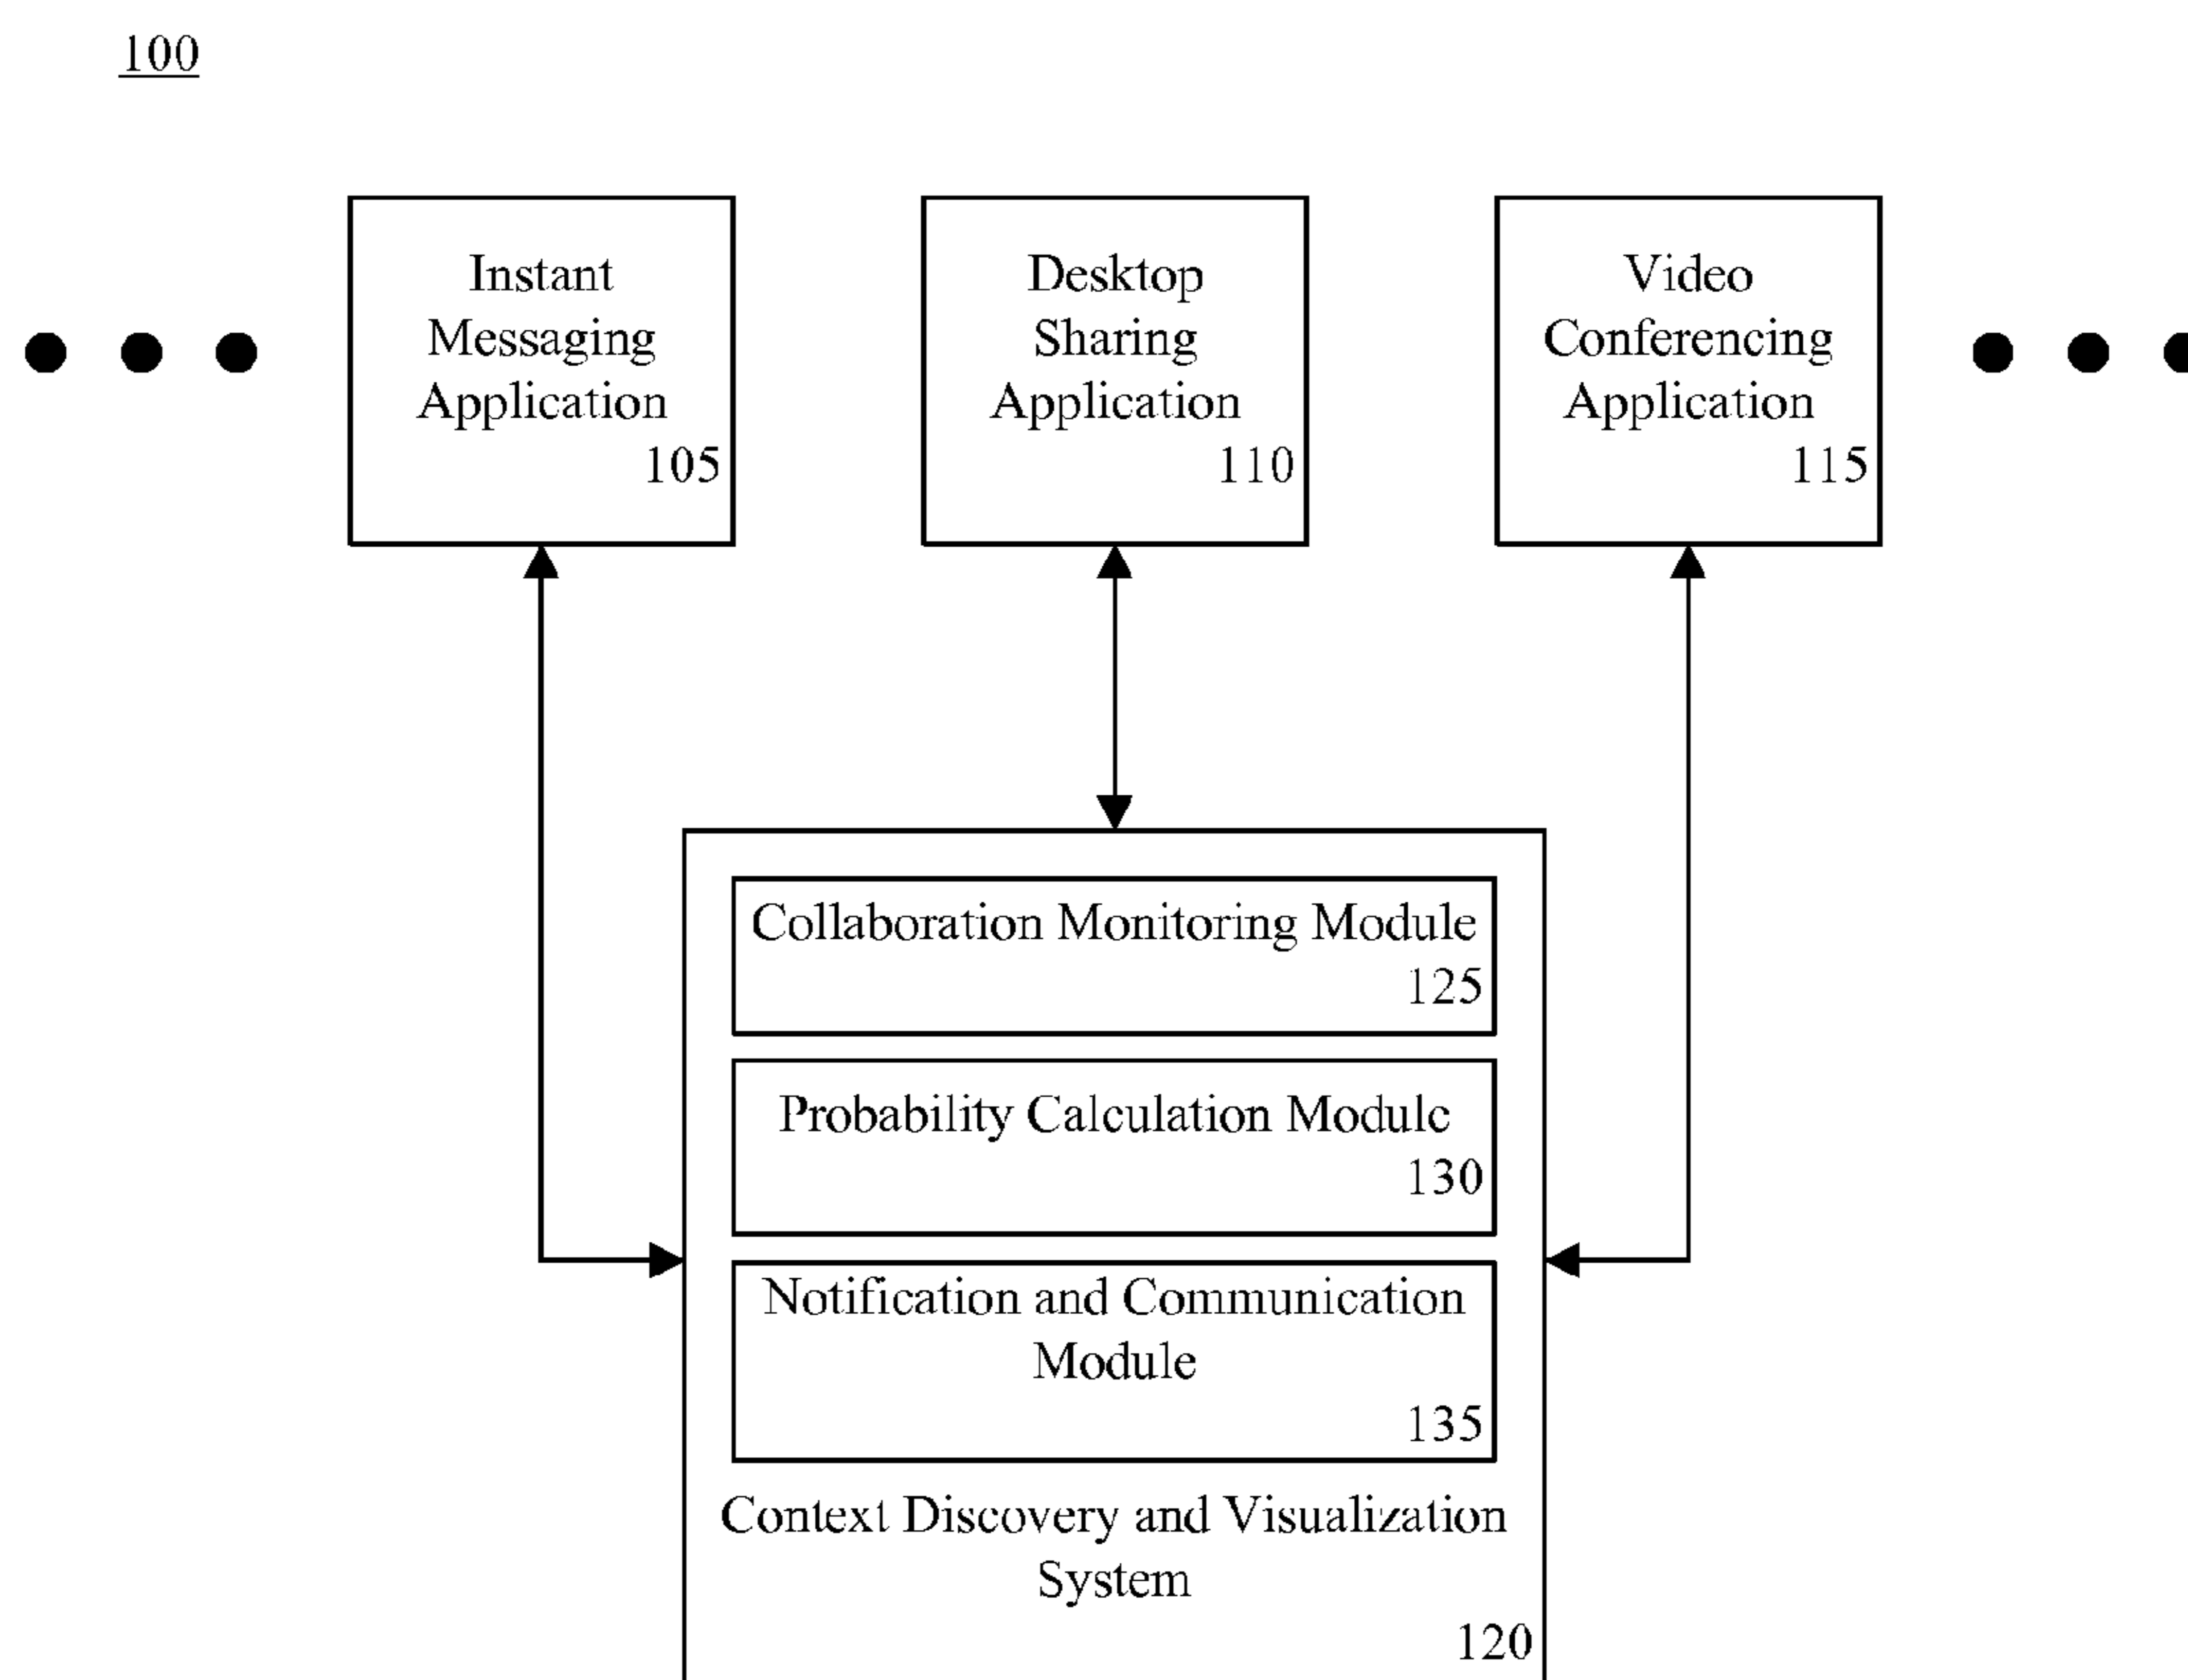 100
Instant
Messaging
Application
105
Desktop
Sharing
Application
110
Video
Conferencing
Application
115
Collaboration Monitoring Module
125
Probability Calculation Module
130
Notification and Communication
Module
135
Context Discovery and Visualization
System
120